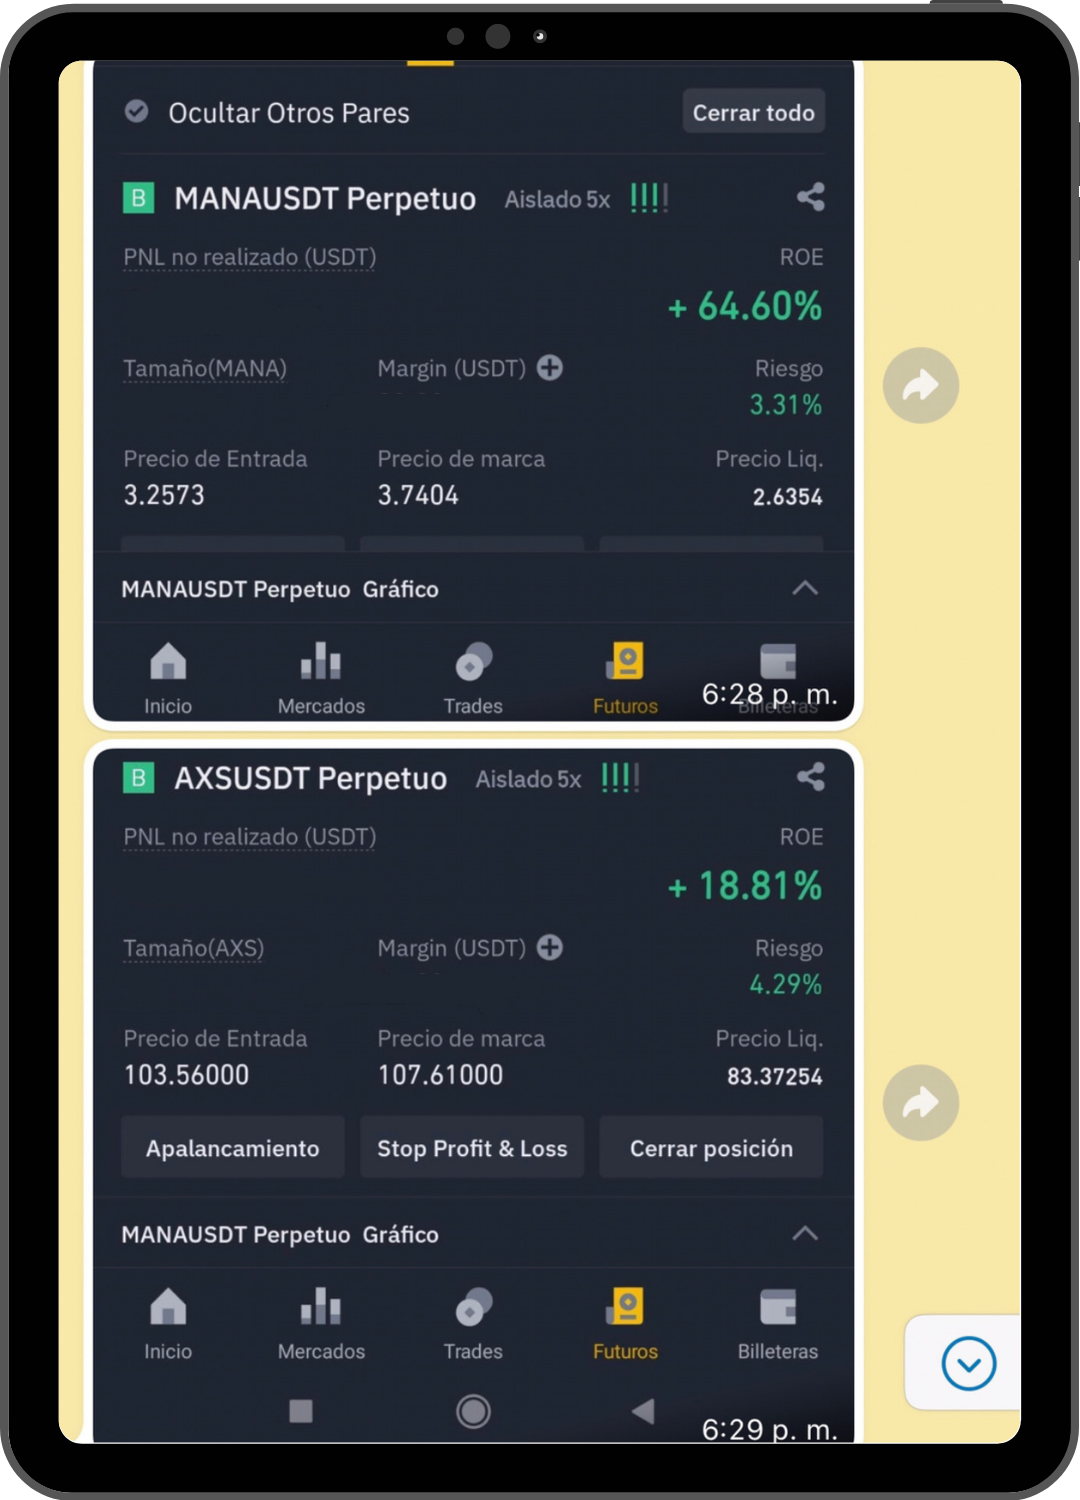 Ocultar Otros Pares Cerrar todo
B MANAUSDT Perpetuo Aislado 5x
PNL no realizado (USDT) ROE
+ 64.60%
Tamaño(MANA) Margin (USDT) Riesgo
3.31%
Precio de Entrada Precio de marca Precio Liq.
3.2573 3.7404 2.6354
MANAUSDT Perpetuo Gráfico
Inicio Mercados Trades Futuros Billeteras
6:28 p. m.
B AXSUSDT Perpetuo Aislado 5x
PNL no realizado (USDT) ROE
+ 18.81%
Tamaño(AXS) Margin (USDT) Riesgo
4.29%
Precio de Entrada Precio de marca Precio Liq.
103.56000 107.61000 83.37254
Apalancamiento Stop Profit & Loss Cerrar posición
MANAUSDT Perpetuo Gráfico
Inicio Mercados Trades Futuros Billeteras
6:29 p. m.